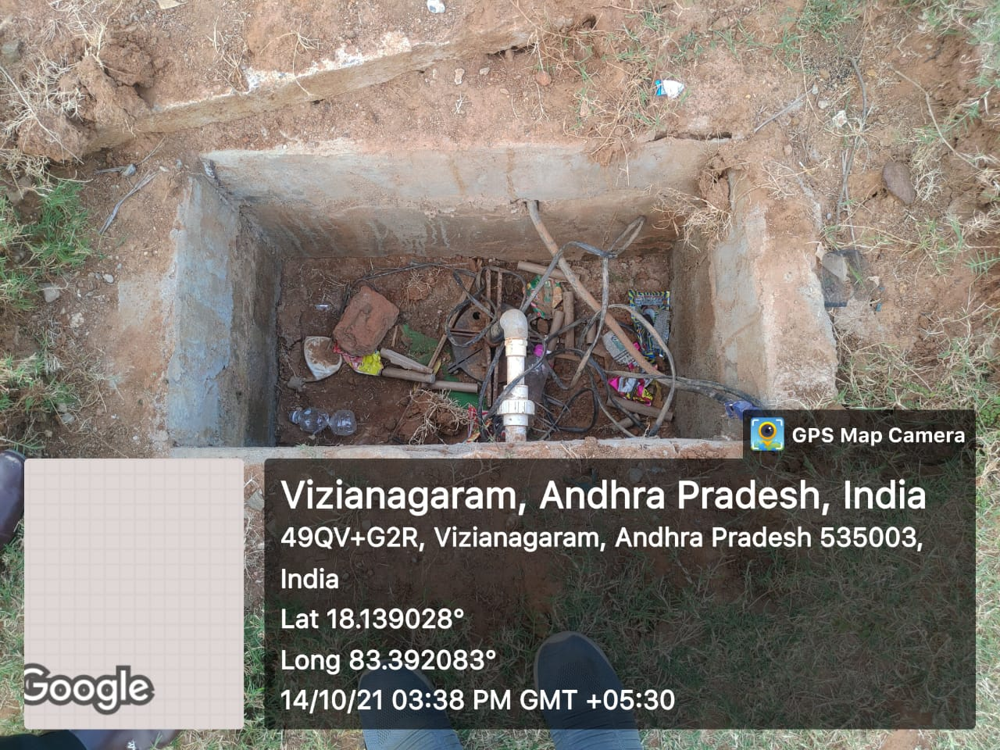 GPS Map Camera
Vizianagaram, Andhra Pradesh, India
49QV+G2R, Vizianagaram, Andhra Pradesh 535003,
India
Lat 18.139028°
Long 83.392083°
14/10/21 03:38 PM GMT +05:30
Google